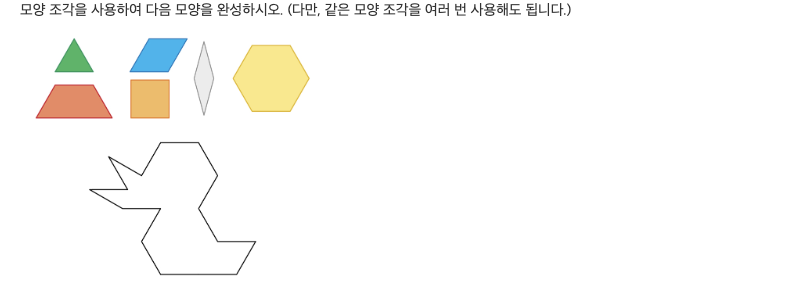 모양 조각을 사용하여 다음 모양을 완성하시오. (다만, 같은 모양 조각을 여러 번 사용해도 됩니다.)